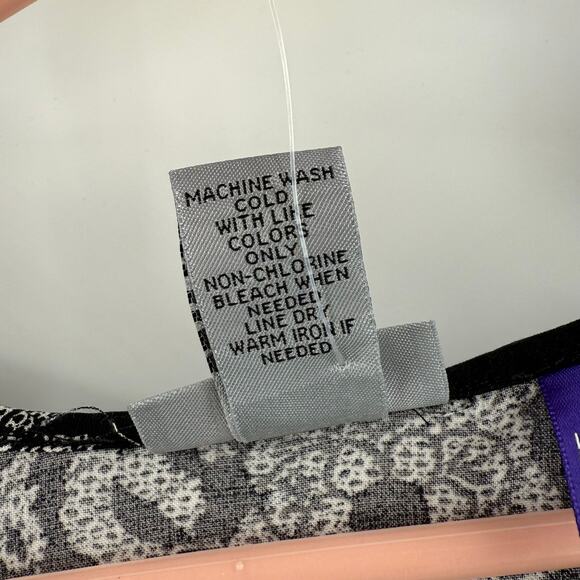 MACHINE WASH
COLD
WITH LIKE
COLORS
ONLY
NON-CHLORINE
BLEACH WHEN
NEEDED
LINE DRY
WARM IRON IF
NEEDED